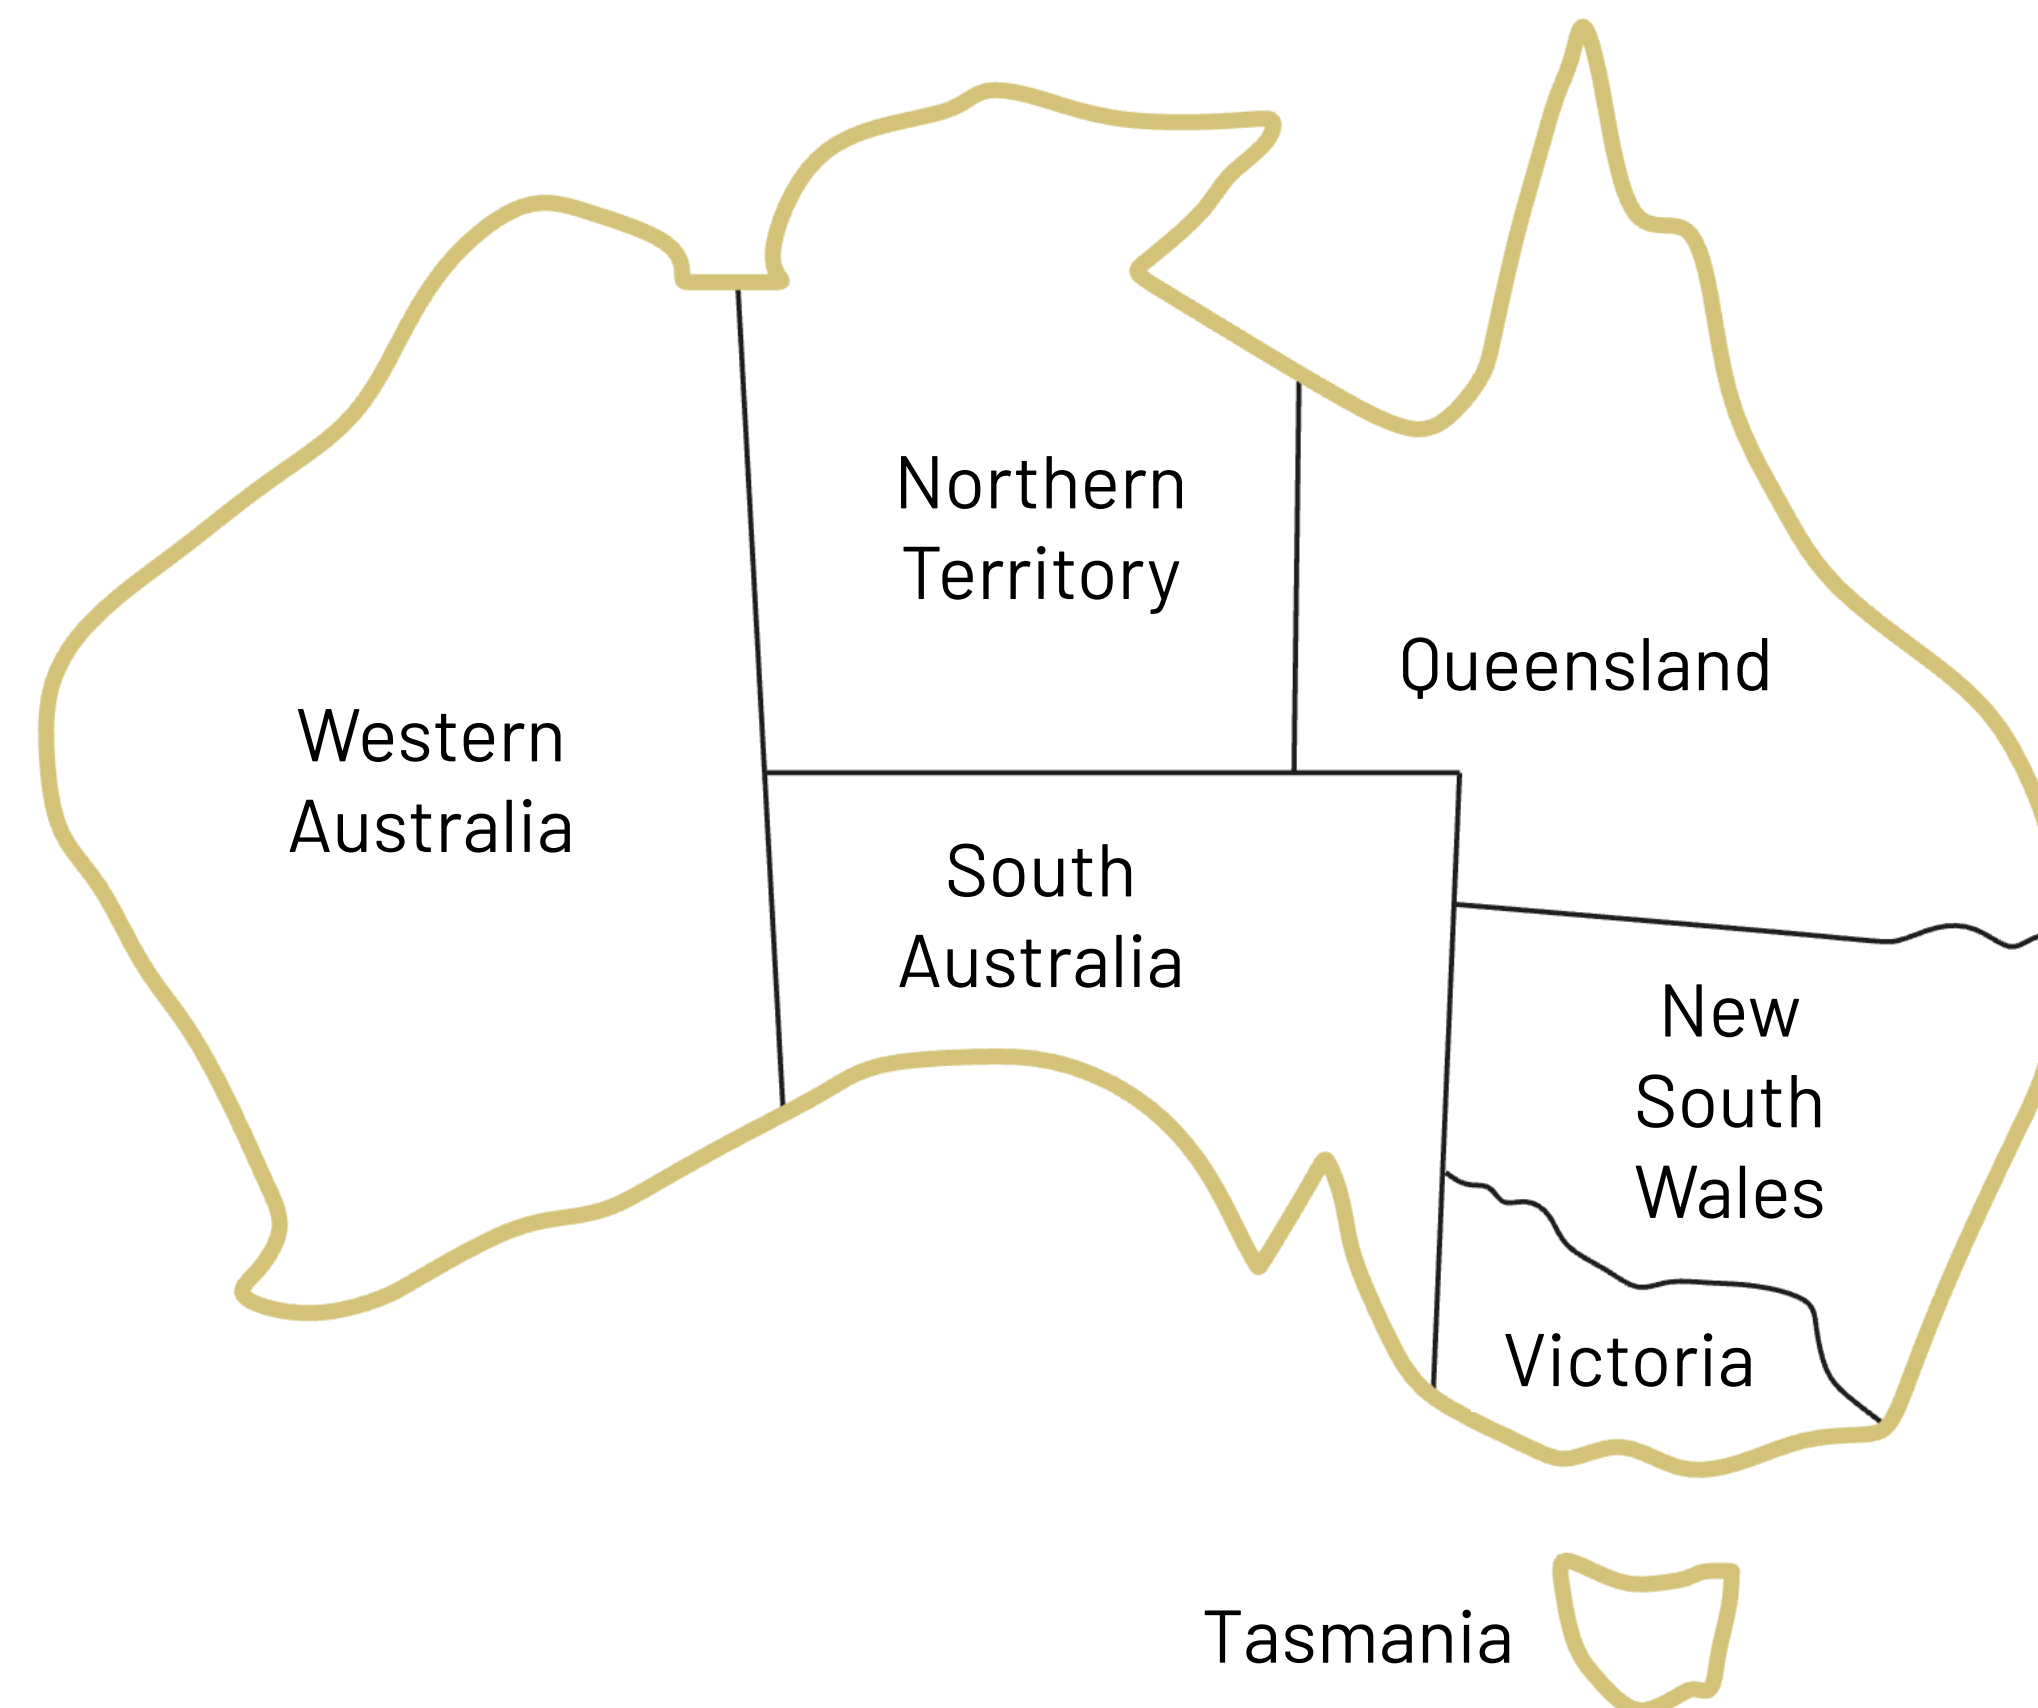 Northern
Territory
Queensland
Western
Australia
South
Australia
New
South
Wales
Victoria
Tasmania